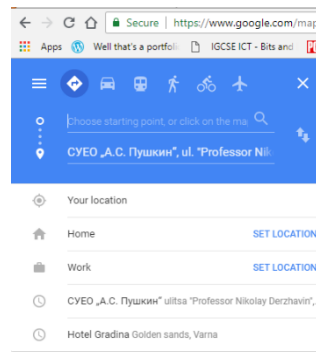 Secure | https://www.google.com/map
Apps Well that's a portfoli IGCSE ICT - Bits and
Choose starting point, or click on the ma
СУЕО „А.С. Пушкин“, ul. "Professor Nik
Your location
Home SET LOCATION
Work SET LOCATION
СУЕО „А.С. Пушкин“ ulitsa "Professor Nikolay Derzhavin",
Hotel Gradina Golden sands, Varna